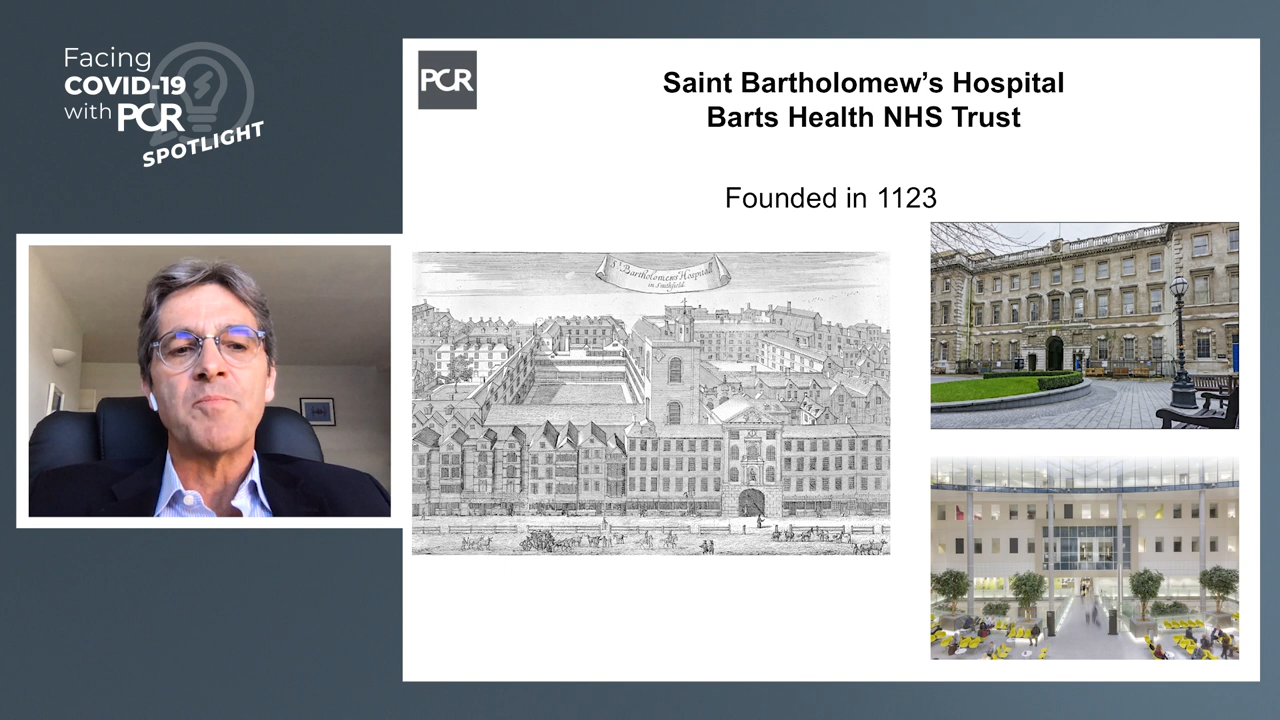 Facing
COVID-19
with PCR
SPOTLIGHT
PCR
Saint Bartholomew’s Hospital
Barts Health NHS Trust
Founded in 1123
St Bartholomews Hospital
in Smithfield